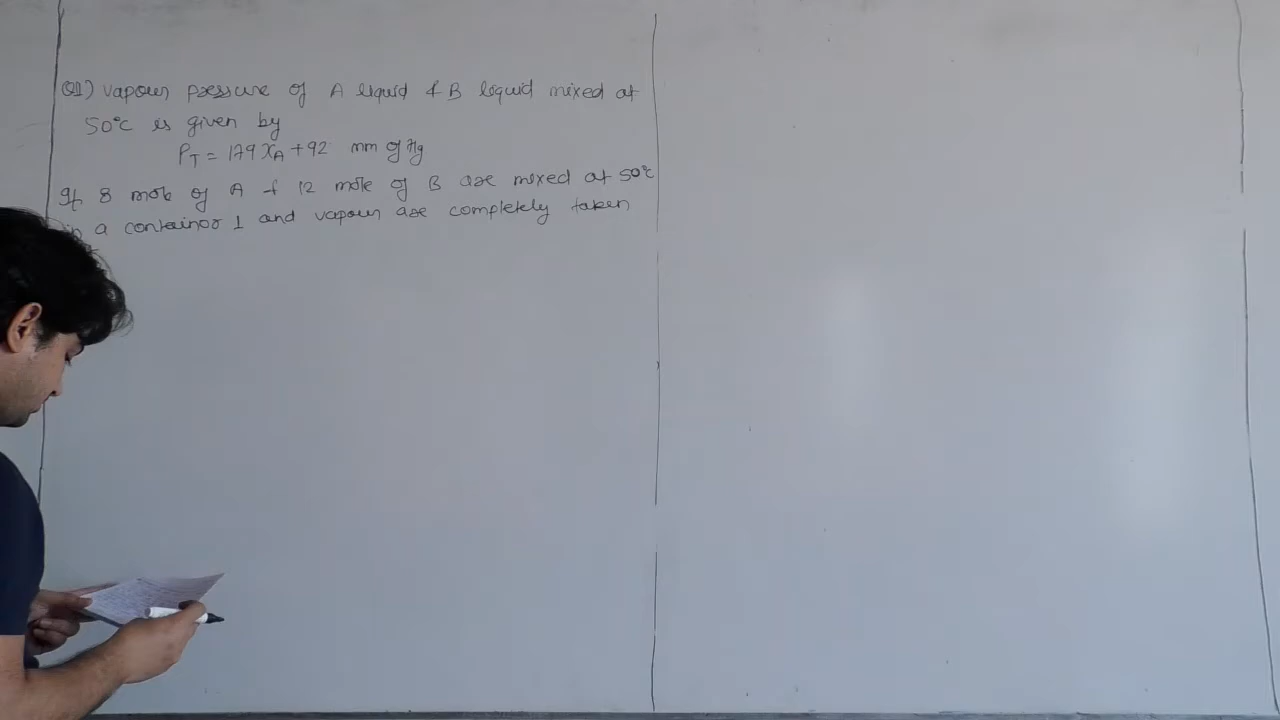 Q1) Vapour pressure of A liquid & B liquid mixed at
50°C is given by
P_T = 179 X_A + 92 mm of Hg
If 8 mole of A & 12 mole of B are mixed at 50°C
in a container 1 and vapour are completely taken